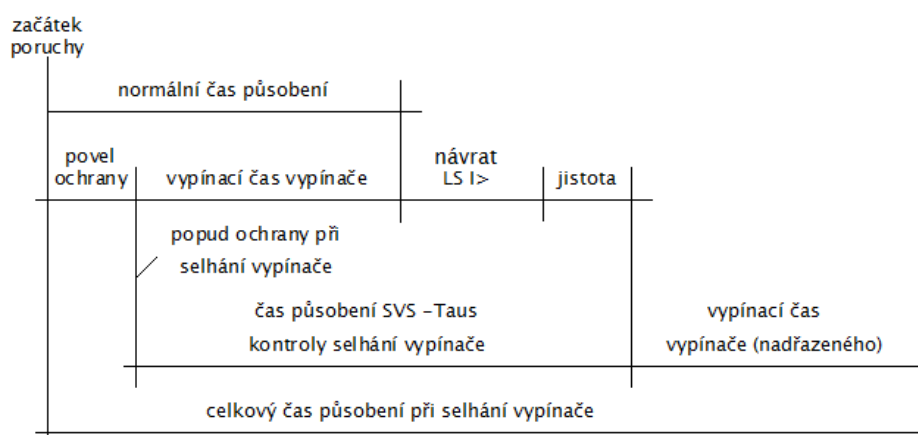 začátek
poruchy
normální čas působení
povel
ochrany
vypínací čas vypínače
návrat
LS I>
jistota
popud ochrany při
selhání vypínače
čas působení SVS –Taus
kontroly selhání vypínače
vypínací čas
vypínače (nadřazeného)
celkový čas působení při selhání vypínače